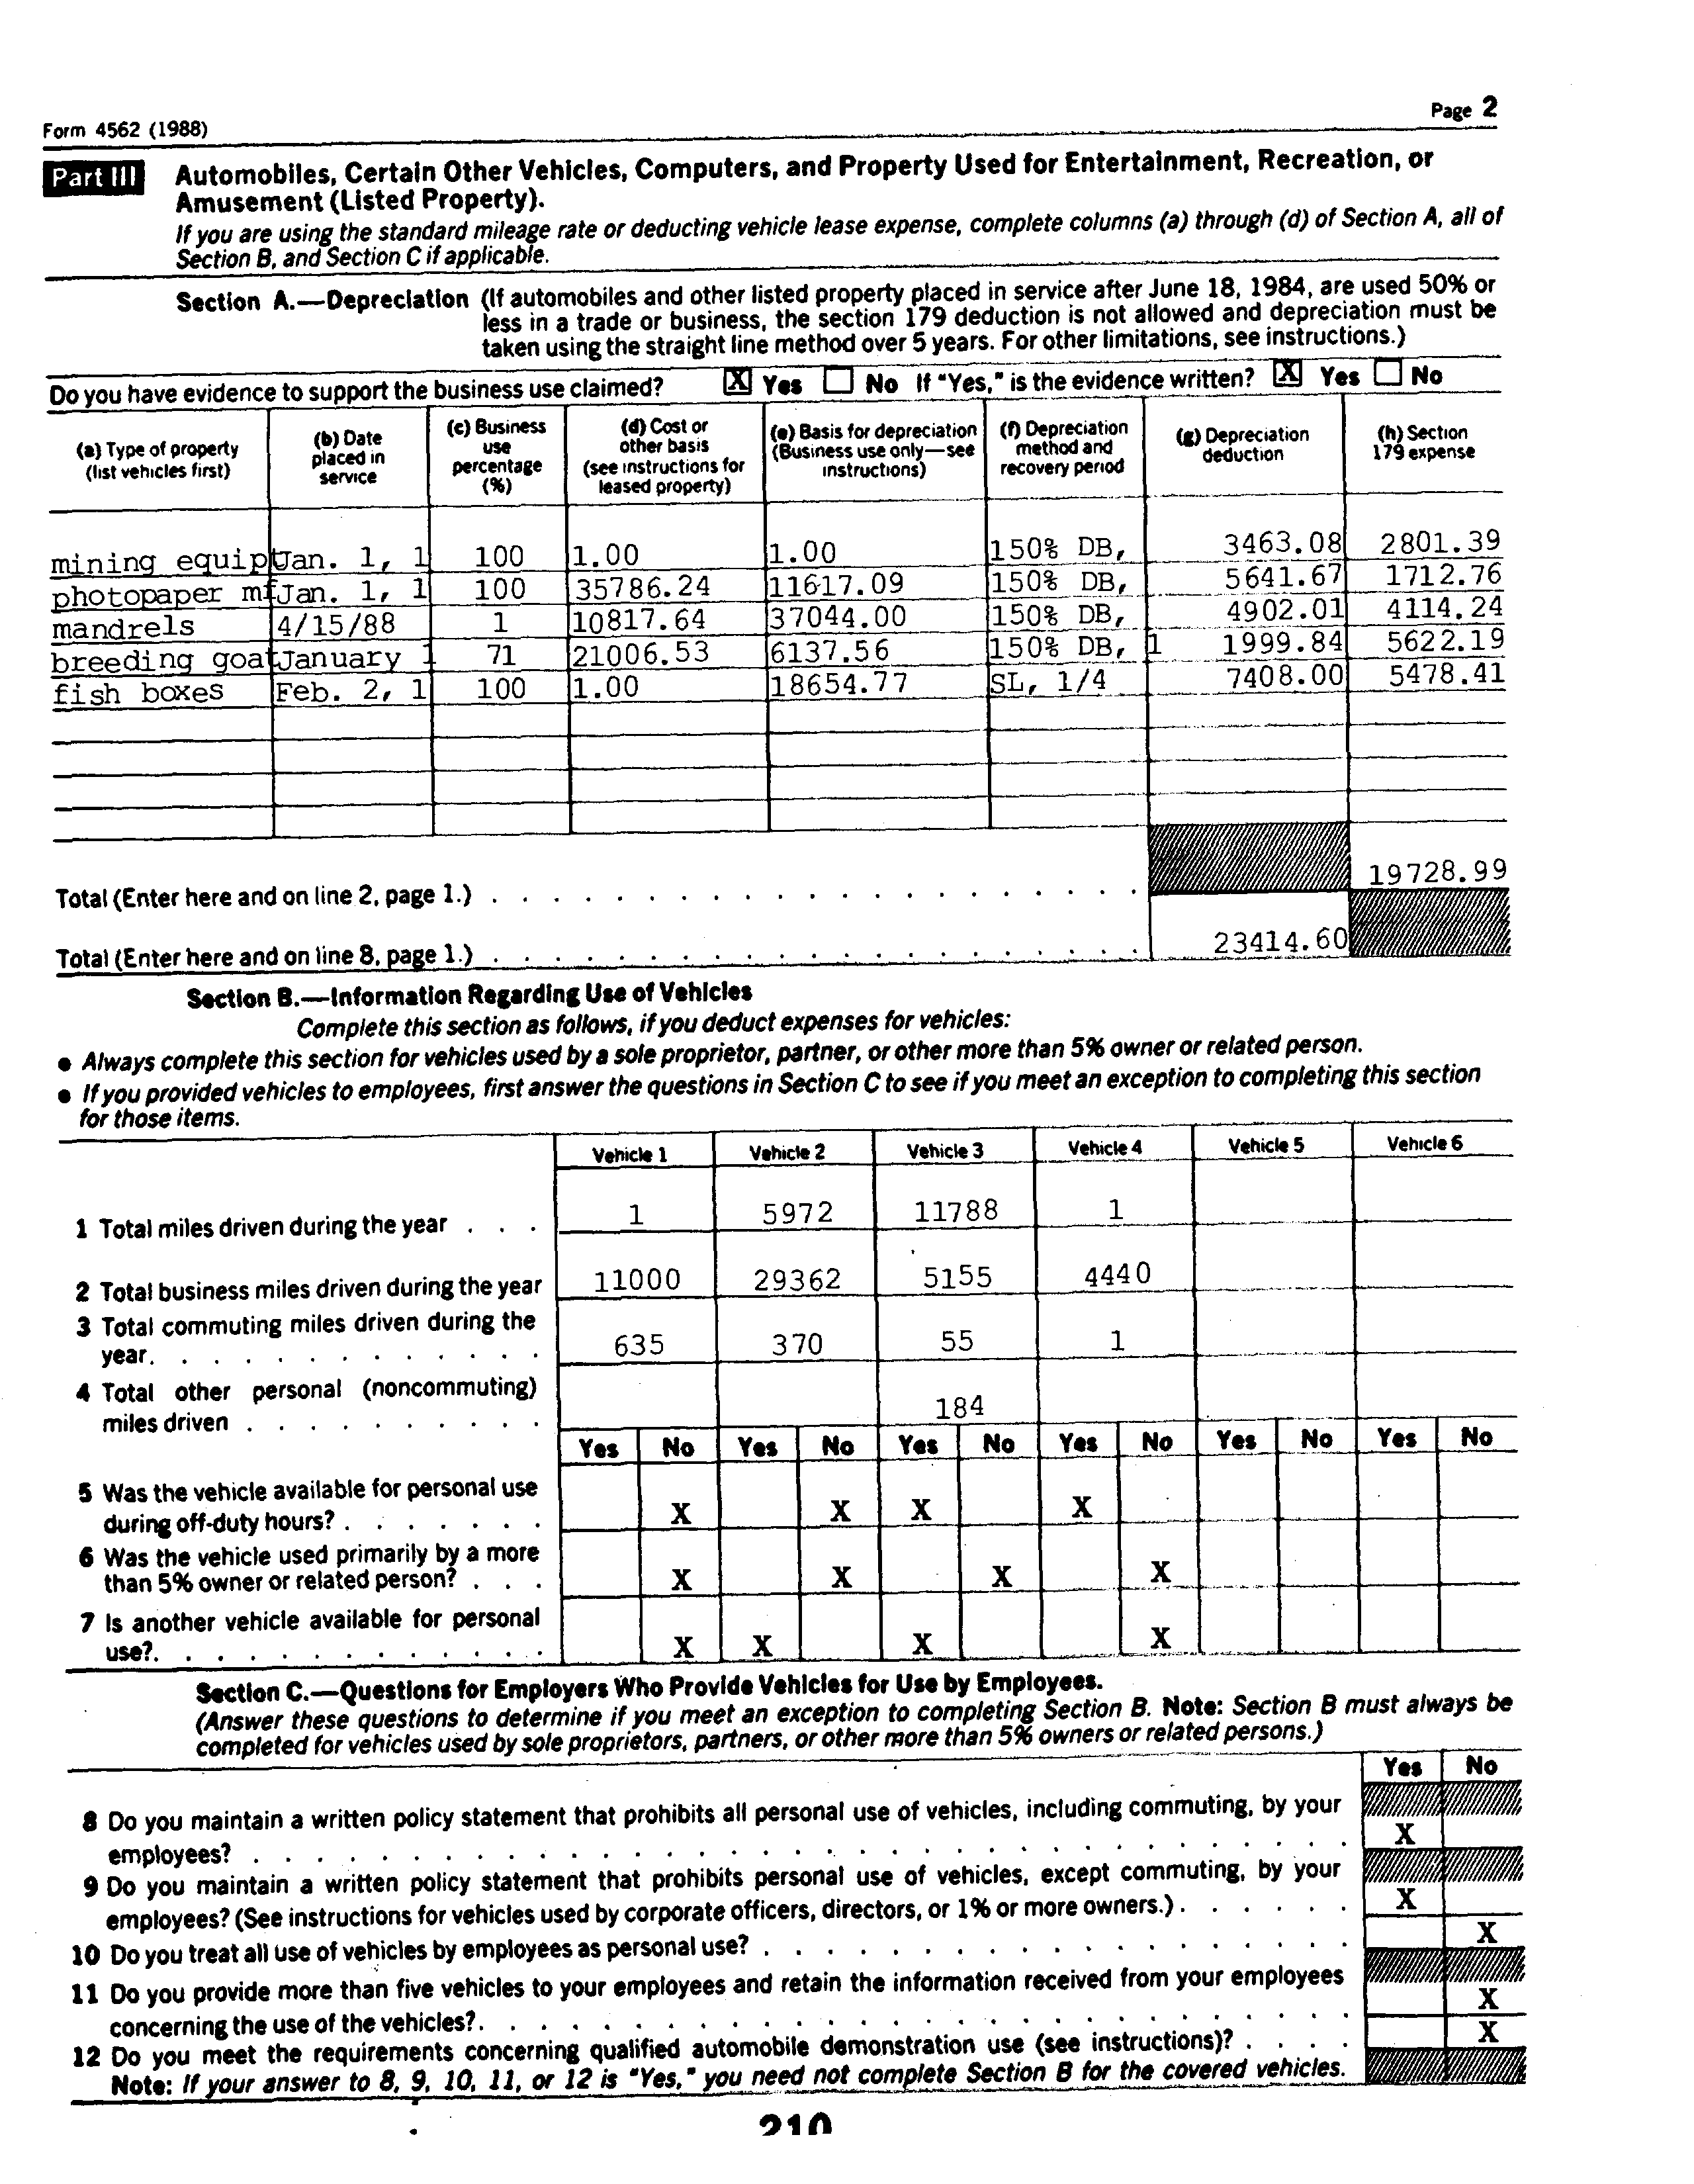 Form 4562 (1988)
Page 2
Part III Automobiles, Certain Other Vehicles, Computers, and Property Used for Entertainment, Recreation, or
Amusement (Listed Property).
If you are using the standard mileage rate or deducting vehicle lease expense, complete columns (a) through (d) of Section A, all of
Section B, and Section C if applicable.
Section A.—Depreciation (If automobiles and other listed property placed in service after June 18, 1984, are used 50% or
less in a trade or business, the section 179 deduction is not allowed and depreciation must be
taken using the straight line method over 5 years. For other limitations, see instructions.)
Do you have evidence to support the business use claimed? X Yes No If "Yes," is the evidence written? X Yes No
(a) Type of property
(list vehicles first)
(b) Date
placed in
service
(c) Business
use
percentage
(%)
(d) Cost or
other basis
(see instructions for
leased property)
(e) Basis for depreciation
(Business use only—see
instructions)
(f) Depreciation
method and
recovery period
(g) Depreciation
deduction
(h) Section
179 expense
mining equip Jan. 1, 1 100 1.00 1.00 150% DB, 3463.08 2801.39
photopaper mf Jan. 1, 1 100 35786.24 11617.09 150% DB, 5641.67 1712.76
mandrels 4/15/88 1 10817.64 37044.00 150% DB, 4902.01 4114.24
breeding goat January 1 71 21006.53 6137.56 150% DB, 1 1999.84 5622.19
fish boxes Feb. 2, 1 100 1.00 18654.77 SL, 1/4 7408.00 5478.41
Total (Enter here and on line 2, page 1.) 19728.99
Total (Enter here and on line 8, page 1.) 23414.60
Section B.—Information Regarding Use of Vehicles
Complete this section as follows, if you deduct expenses for vehicles:
• Always complete this section for vehicles used by a sole proprietor, partner, or other more than 5% owner or related person.
• If you provided vehicles to employees, first answer the questions in Section C to see if you meet an exception to completing this section
for those items.
Vehicle 1 Vehicle 2 Vehicle 3 Vehicle 4 Vehicle 5 Vehicle 6
1 Total miles driven during the year . . . 1 5972 11788 1
2 Total business miles driven during the year 11000 29362 5155 4440
3 Total commuting miles driven during the
year. 635 370 55 1
4 Total other personal (noncommuting)
miles driven 184
Yes No Yes No Yes No Yes No Yes No Yes No
5 Was the vehicle available for personal use
during off-duty hours? X X X X
6 Was the vehicle used primarily by a more
than 5% owner or related person? X X X X
7 Is another vehicle available for personal
use? X X X X
Section C.—Questions for Employers Who Provide Vehicles for Use by Employees.
(Answer these questions to determine if you meet an exception to completing Section B. Note: Section B must always be
completed for vehicles used by sole proprietors, partners, or other more than 5% owners or related persons.)
Yes No
8 Do you maintain a written policy statement that prohibits all personal use of vehicles, including commuting, by your
employees? X
9 Do you maintain a written policy statement that prohibits personal use of vehicles, except commuting, by your
employees? (See instructions for vehicles used by corporate officers, directors, or 1% or more owners.) X
10 Do you treat all use of vehicles by employees as personal use? X
11 Do you provide more than five vehicles to your employees and retain the information received from your employees
concerning the use of the vehicles? X
12 Do you meet the requirements concerning qualified automobile demonstration use (see instructions)? X
Note: If your answer to 8, 9, 10, 11, or 12 is "Yes," you need not complete Section B for the covered vehicles.
210